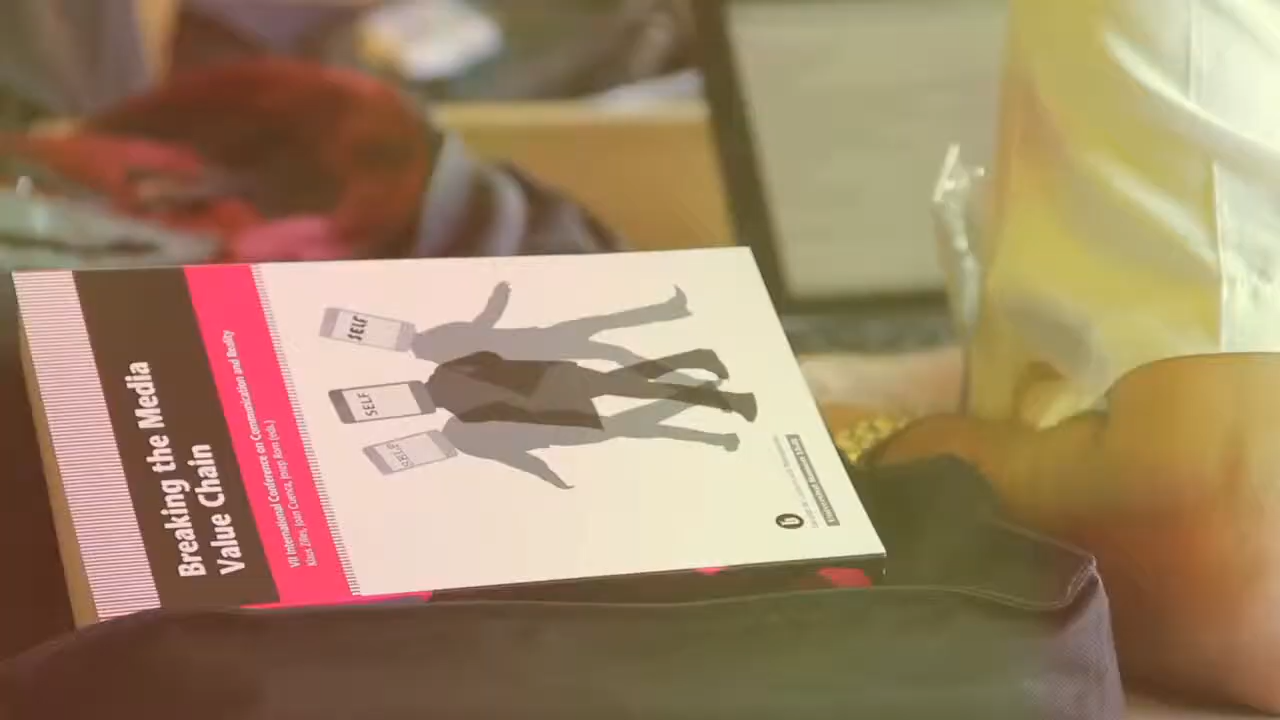 Breaking the Media
Value Chain
VII International Conference on Communication and Reality
Klaus Zilles, Joan Cuenca, Josep Rom (eds.)
SELF
SELF
SELF